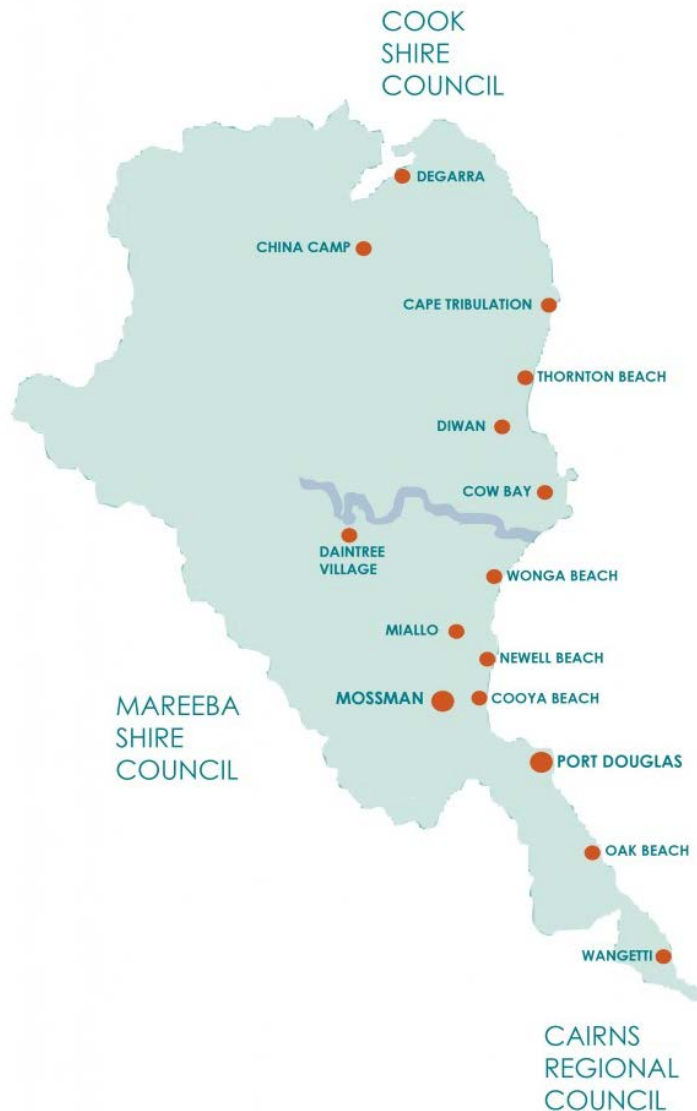 COOK
SHIRE
COUNCIL
DEGARRA
CHINA CAMP
CAPE TRIBULATION
THORNTON BEACH
DIWAN
COW BAY
DAINTREE
VILLAGE
WONGA BEACH
MIALLO
NEWELL BEACH
MOSSMAN
COOYA BEACH
MAREEBA
SHIRE
COUNCIL
PORT DOUGLAS
OAK BEACH
WANGETTI
CAIRNS
REGIONAL
COUNCIL